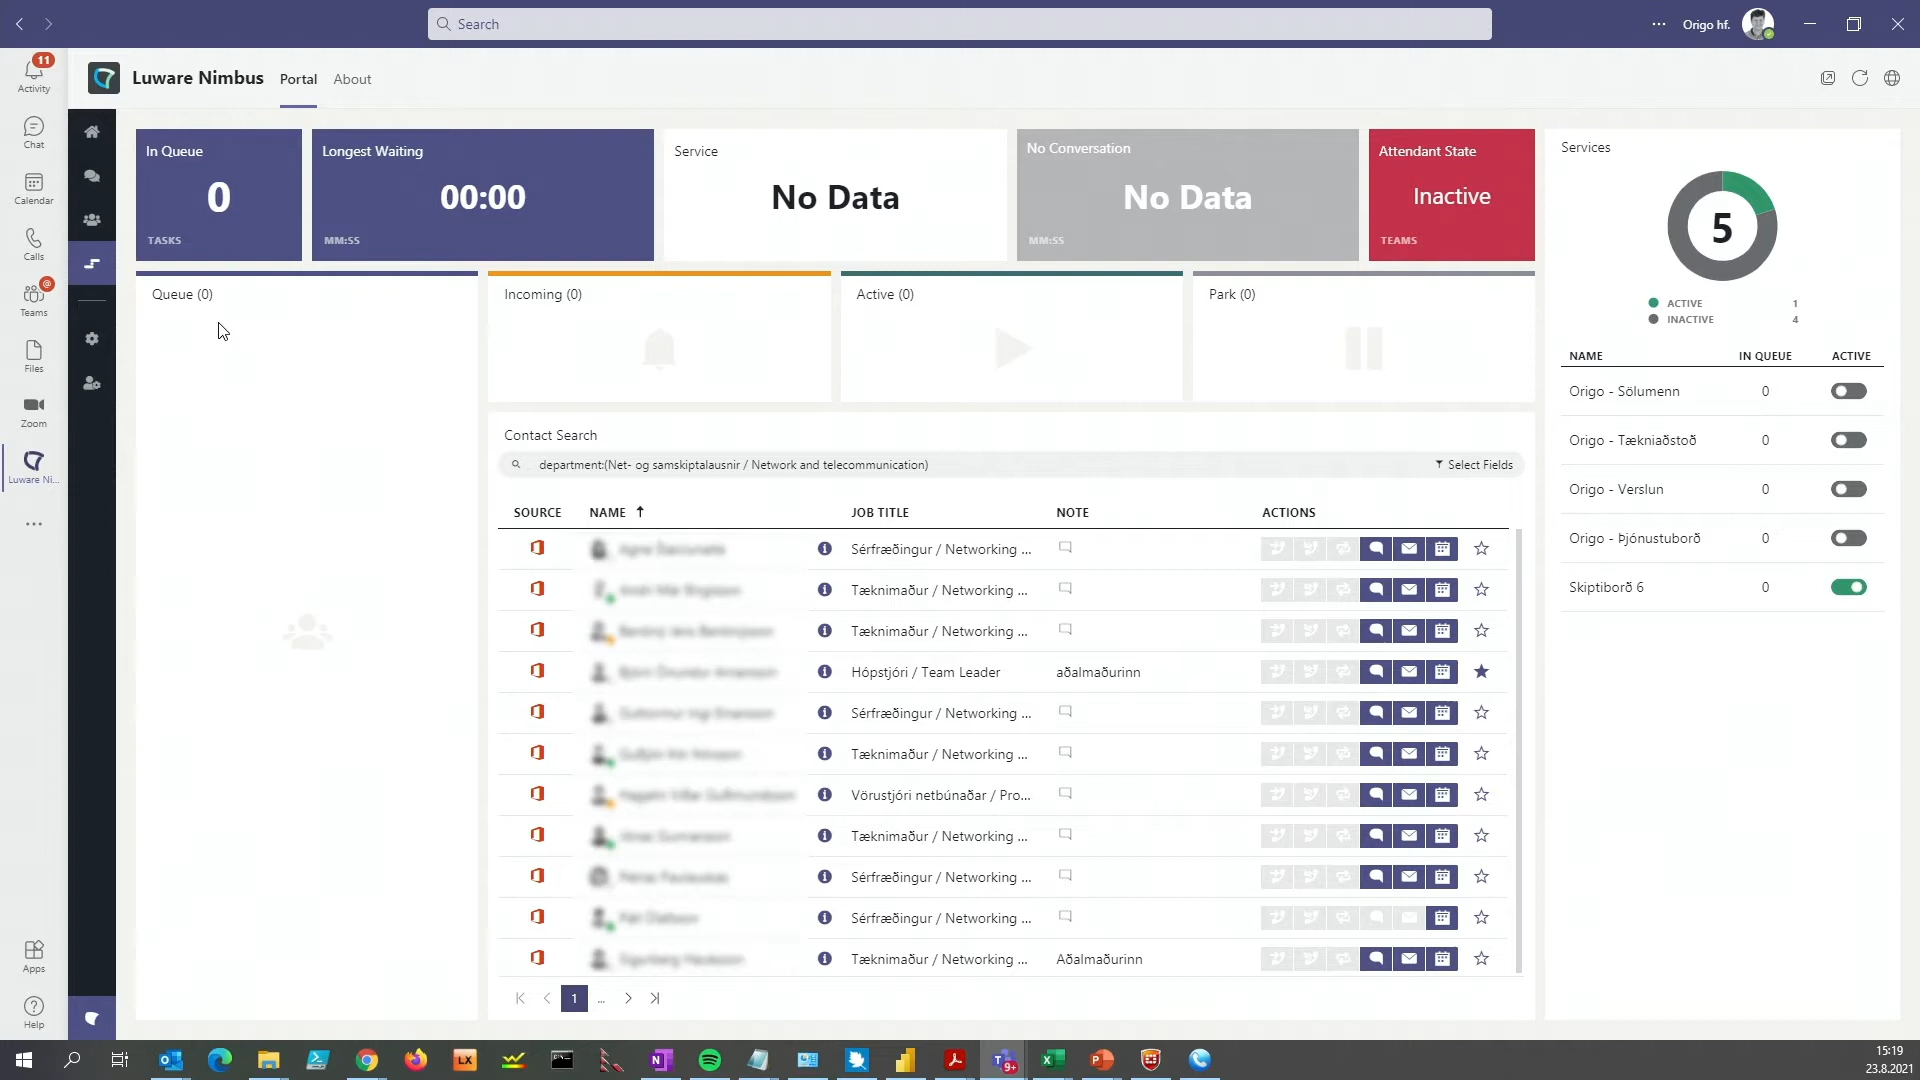 Search
Origo hf.
11
Activity
Chat
Calendar
Calls
@
Teams
Files
Zoom
Luware Ni...
Apps
Help
Luware Nimbus
Portal
About
In Queue
0
TASKS
Longest Waiting
00:00
MM:SS
Service
No Data
No Conversation
No Data
MM:SS
Attendant State
Inactive
TEAMS
Queue (0)
Incoming (0)
Active (0)
Park (0)
Contact Search
department:(Net- og samskiptalausnir / Network and telecommunication)
Select Fields
SOURCE NAME JOB TITLE NOTE ACTIONS
Sérfræðingur / Networking ...
Tæknimaður / Networking ...
Tæknimaður / Networking ...
Hópstjóri / Team Leader aðalmaðurinn
Sérfræðingur / Networking ...
Tæknimaður / Networking ...
Vörustjóri netbúnaðar / Pro...
Tæknimaður / Networking ...
Sérfræðingur / Networking ...
Sérfræðingur / Networking ...
Tæknimaður / Networking ... Aðalmaðurinn
1 ...
Services
5
ACTIVE 1
INACTIVE 4
NAME IN QUEUE ACTIVE
Origo - Sölumenn 0
Origo - Tækniaðstoð 0
Origo - Verslun 0
Origo - Þjónustuborð 0
Skiptiborð 6 0
LX
9+
15:19
23.8.2021